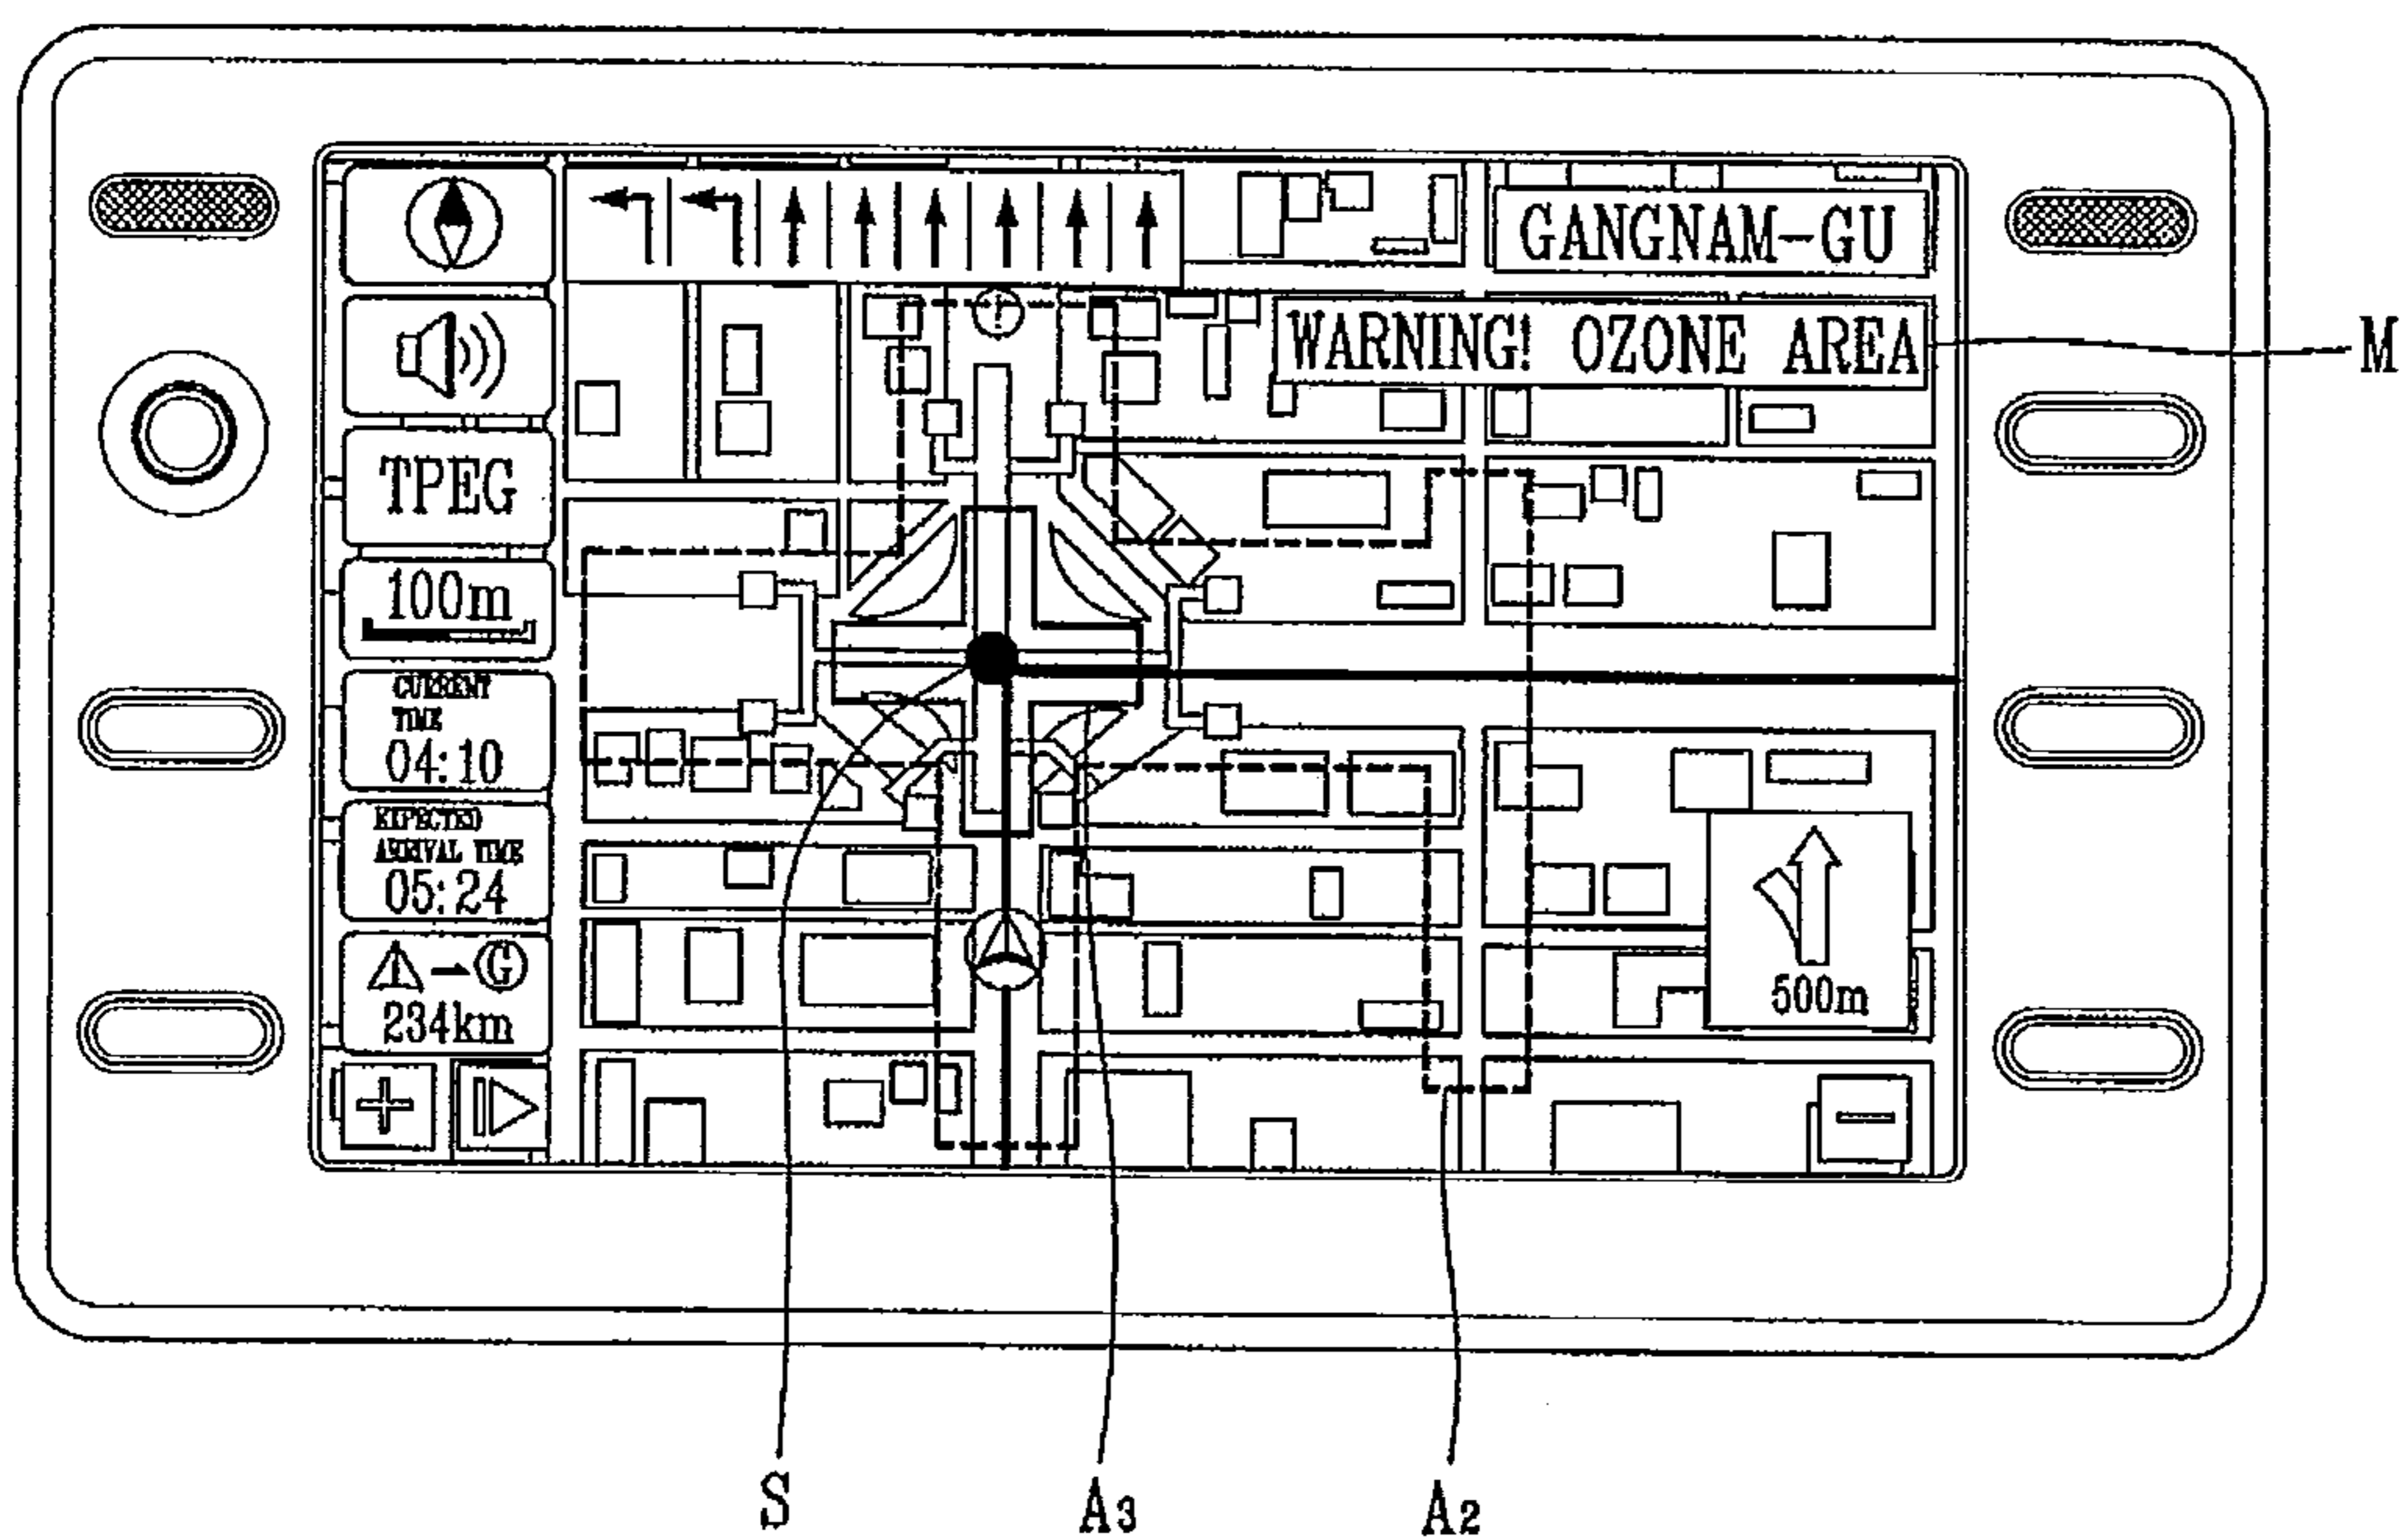 GANGNAM-GU
WARNING! OZONE AREA
M
TPEG
100m
CURRENT
TIME
04:10
EXPECTED
ARRIVAL TIME
05:24
G
234km
500m
S
A3
A2